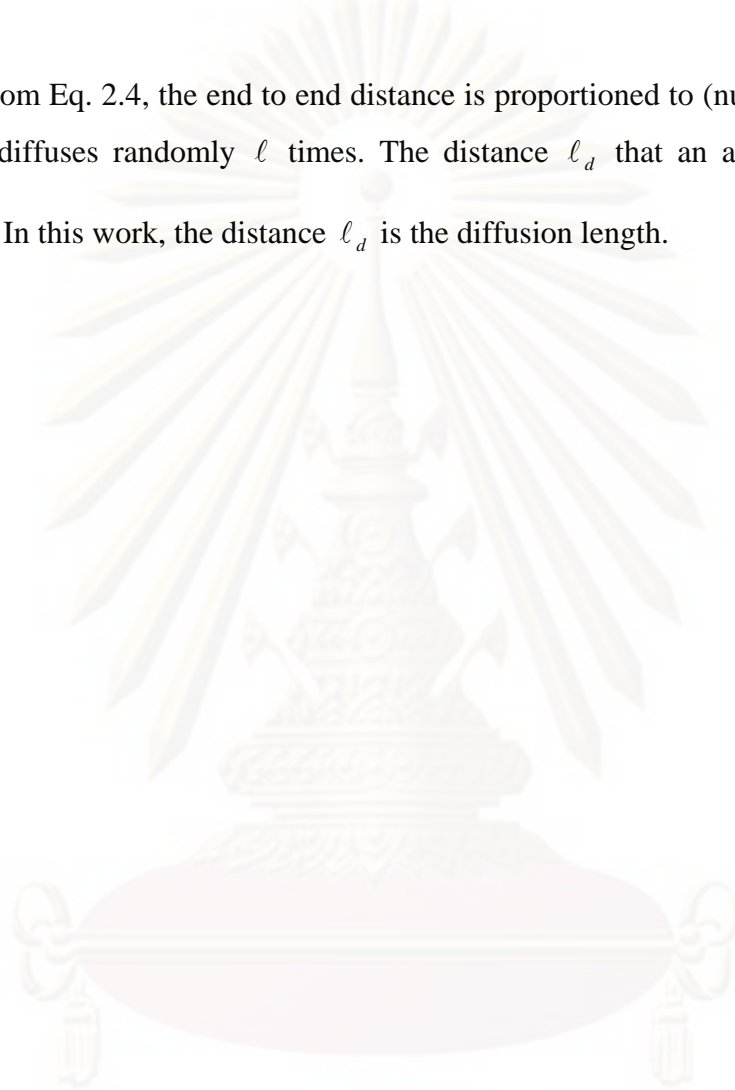 om Eq. 2.4, the end to end distance is proportioned to (nu
diffuses randomly ℓ times. The distance ℓ_d that an a
In this work, the distance ℓ_d is the diffusion length.